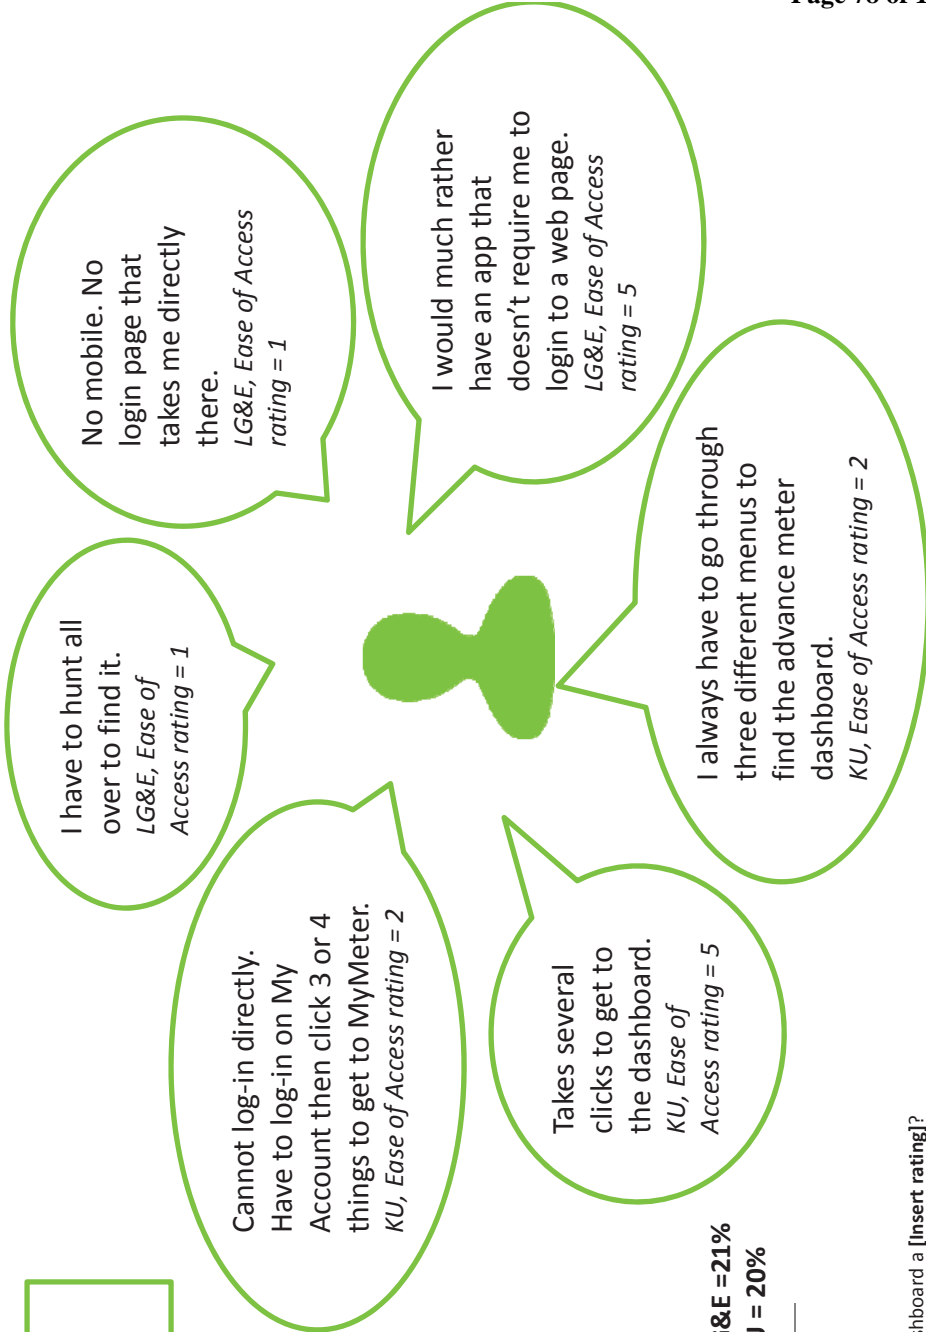 I have to hunt all
over to find it.
LG&E, Ease of
Access rating = 1
No mobile. No
login page that
takes me directly
there.
LG&E, Ease of Access
rating = 1
Cannot log-in directly.
Have to log-in on My
Account then click 3 or 4
things to get to MyMeter.
KU, Ease of Access rating = 2
I would much rather
have an app that
doesn't require me to
login to a web page.
LG&E, Ease of Access
rating = 5
Takes several
clicks to get to
the dashboard.
KU, Ease of
Access rating = 5
I always have to go through
three different menus to
find the advance meter
dashboard.
KU, Ease of Access rating = 2
&E =21%
= 20%
shboard a [Insert rating]?